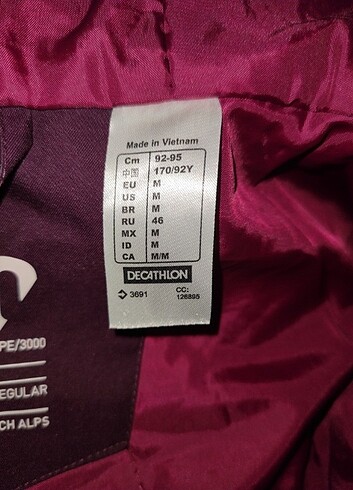 Made in Vietnam
Cm 92-95
中国 170/92Y
EU M
US M
BR M
RU 46
MX M
ID M
CA M/M
DECATHLON
3691 CC: 126895
PE/3000
EGULAR
CH ALPS